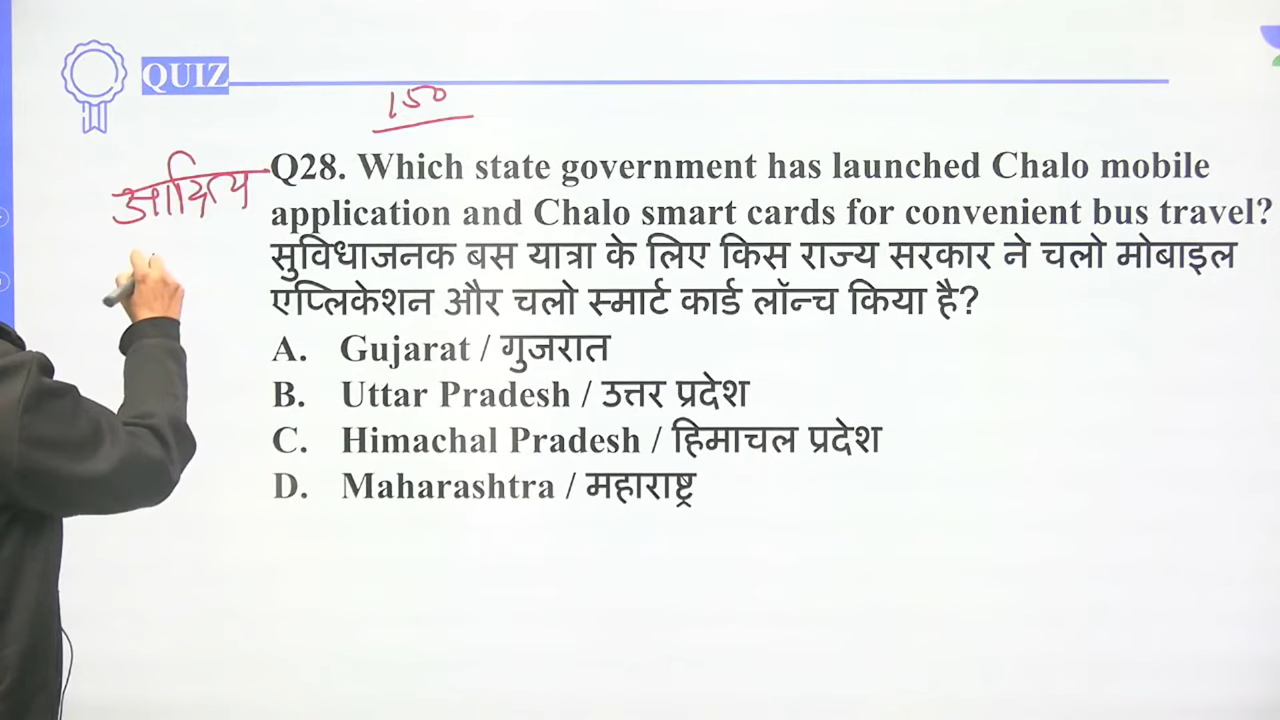 QUIZ
150
Q28. Which state government has launched Chalo mobile
application and Chalo smart cards for convenient bus travel?
सुविधाजनक बस यात्रा के लिए किस राज्य सरकार ने चलो मोबाइल
एप्लिकेशन और चलो स्मार्ट कार्ड लॉन्च किया है?
A. Gujarat / गुजरात
B. Uttar Pradesh / उत्तर प्रदेश
C. Himachal Pradesh / हिमाचल प्रदेश
D. Maharashtra / महाराष्ट्र